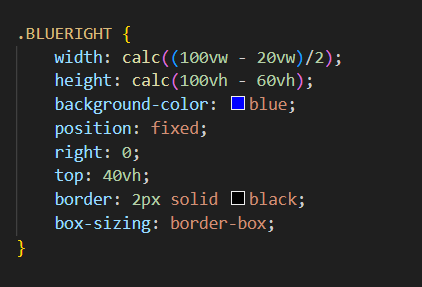 .BLUERIGHT {
width: calc((100vw - 20vw)/2);
height: calc(100vh - 60vh);
background-color: blue;
position: fixed;
right: 0;
top: 40vh;
border: 2px solid black;
box-sizing: border-box;
}